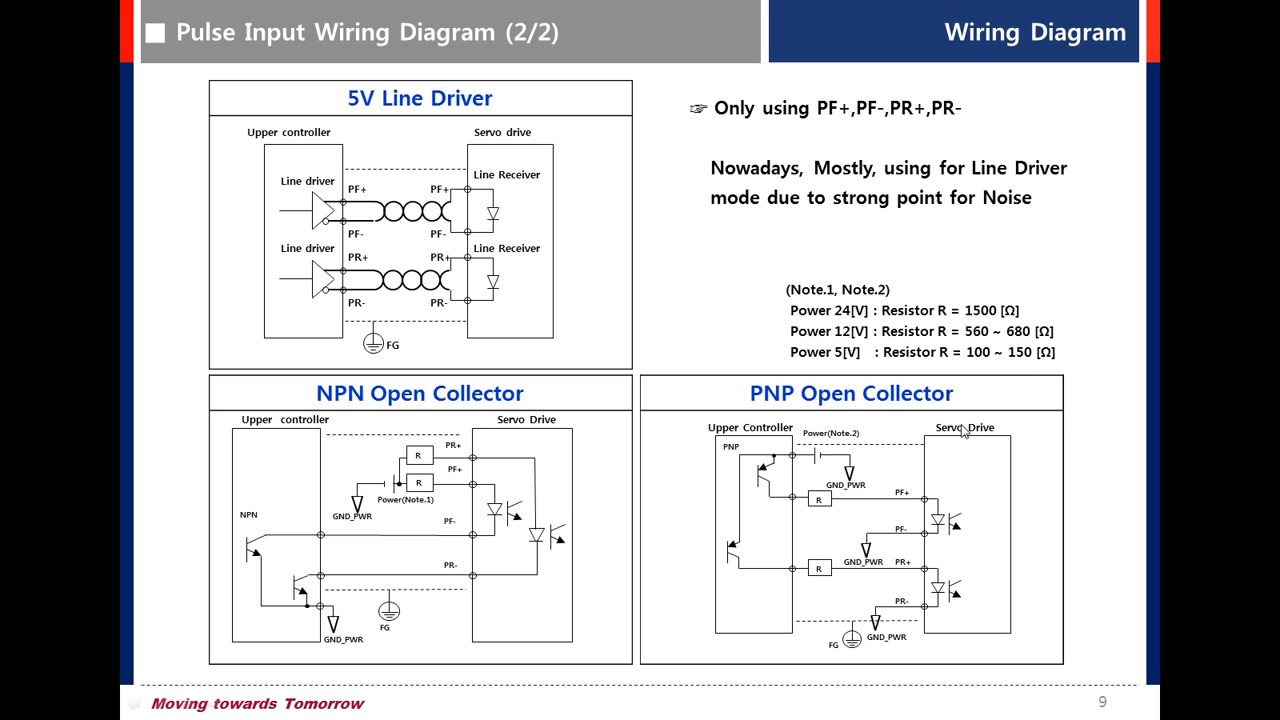 ■ Pulse Input Wiring Diagram (2/2)
Wiring Diagram
5V Line Driver
Upper controller
Servo drive
Line driver
PF+
PF+
Line Receiver
PF-
PF-
Line driver
PR+
PR+
Line Receiver
PR-
PR-
FG
☞ Only using PF+,PF-,PR+,PR-
Nowadays, Mostly, using for Line Driver
mode due to strong point for Noise
(Note.1, Note.2)
Power 24[V] : Resistor R = 1500 [Ω]
Power 12[V] : Resistor R = 560 ~ 680 [Ω]
Power 5[V] : Resistor R = 100 ~ 150 [Ω]
NPN Open Collector
Upper controller
Servo Drive
R
PR+
R
PF+
Power(Note.1)
GND_PWR
NPN
PF-
PR-
FG
GND_PWR
PNP Open Collector
Upper Controller
Power(Note.2)
Servo Drive
PNP
GND_PWR
R
PF+
PF-
GND_PWR
R
PR+
PR-
GND_PWR
FG
Moving towards Tomorrow
9